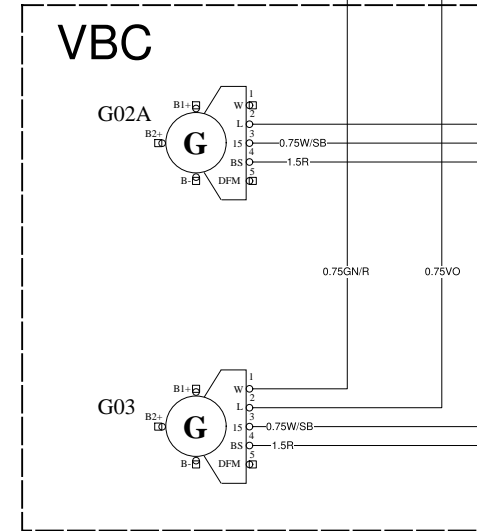 VBC
G02A
B1+
B2+
G
B-
1
W
2
L
3
15
0.75W/SB
4
BS
1.5R
5
DFM
0.75GN/R
0.75VO
G03
B1+
B2+
G
B-
1
W
2
L
3
15
0.75W/SB
4
BS
1.5R
5
DFM